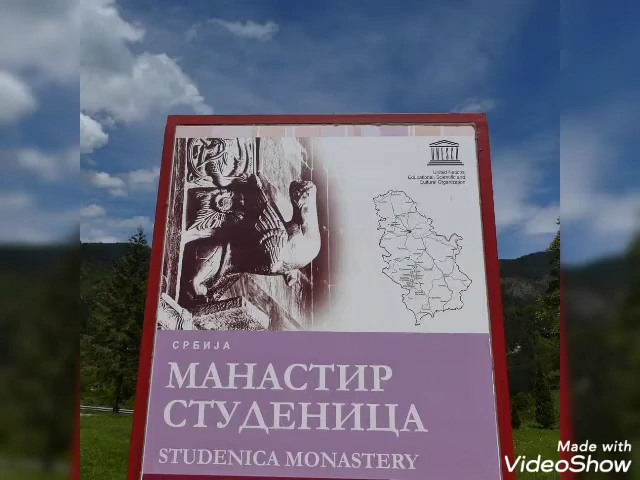 UNESCO
United Nations
Educational, Scientific and
Cultural Organization
СРБИЈА
МАНАСТИР
СТУДЕНИЦА
STUDENICA MONASTERY
Made with
VideoShow